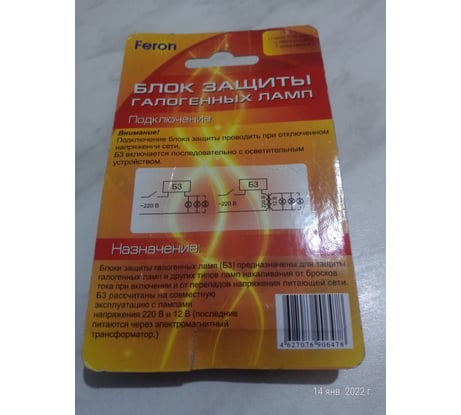 Feron
БЛОК ЗАЩИТЫ
ГАЛОГЕННЫХ ЛАМП
Подключение:
Внимание!
Подключение блока защиты проводить при отключенном
напряжении сети.
БЗ включается последовательно с осветительным
устройством.
БЗ
БЗ
~220 В
~220 В
220 В
12 В
Назначение:
Блоки защиты галогенных ламп (БЗ) предназначены для защиты
галогенных ламп и других типов ламп накаливания от бросков
тока при включении и от перепадов напряжения питающей сети.
БЗ рассчитаны на совместную
эксплуатацию с лампами
напряжения 220 В и 12 В (последние
питаются через электромагнитный
трансформатор.)
4 627076 906478
14 янв. 2022 г.